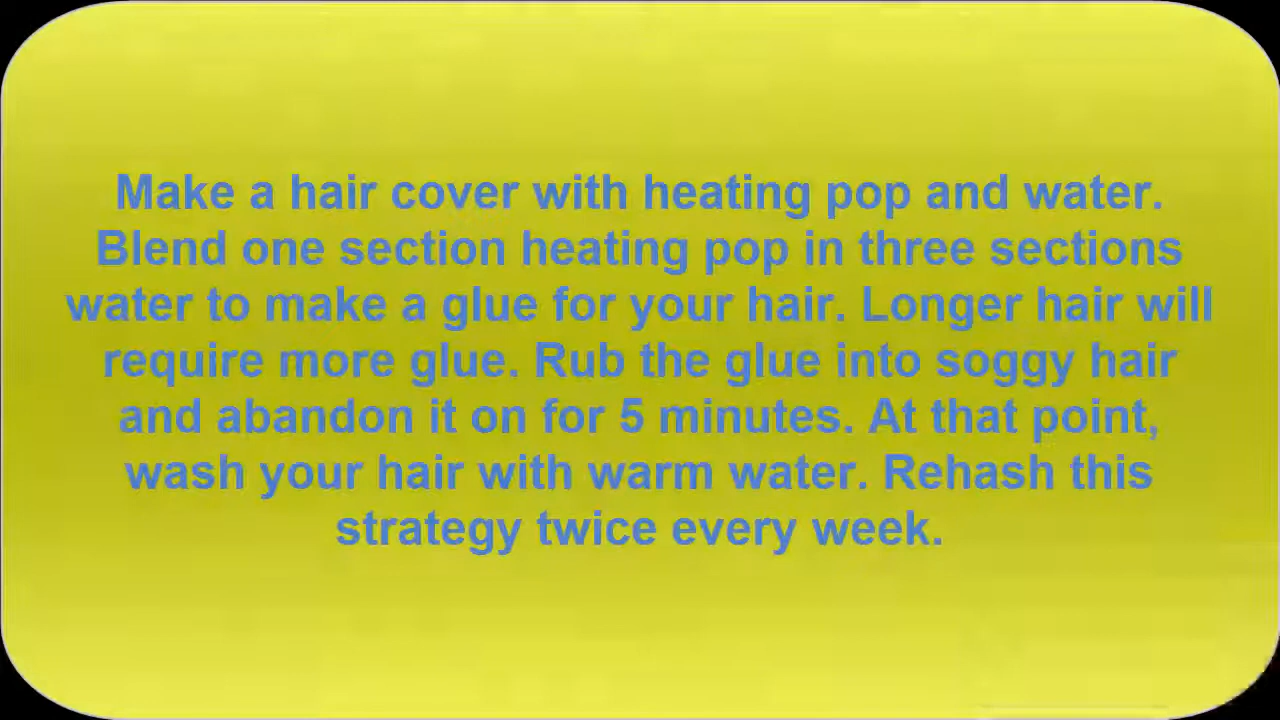 Make a hair cover with heating pop and water.
Blend one section heating pop in three sections
water to make a glue for your hair. Longer hair will
require more glue. Rub the glue into soggy hair
and abandon it on for 5 minutes. At that point,
wash your hair with warm water. Rehash this
strategy twice every week.